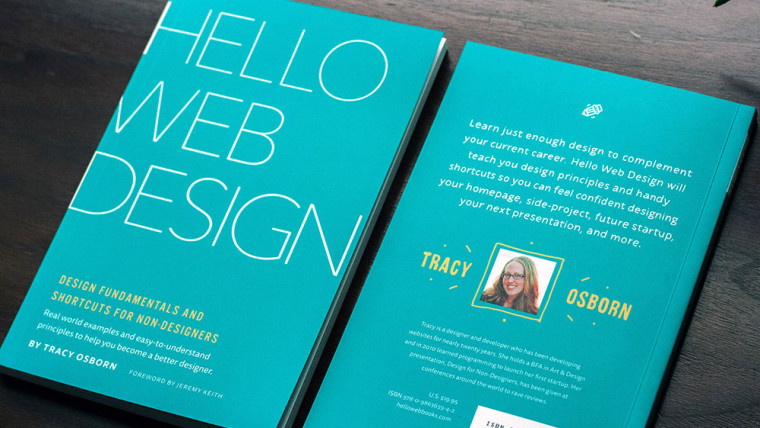 HELLO
WEB
DESIGN
DESIGN FUNDAMENTALS AND
SHORTCUTS FOR NON-DESIGNERS
Real world examples and easy-to-understand
principles to help you become a better designer.
BY TRACY OSBORN
FOREWORD BY JEREMY KEITH
Learn just enough design to complement
your current career. Hello Web Design will
teach you design principles and handy
shortcuts so you can feel confident designing
your homepage, side-project, future startup,
your next presentation, and more.
TRACY
OSBORN
Tracy is a designer and developer who has been developing
websites for nearly twenty years. She holds a BFA in Art & Design
and in 2010 learned programming to launch her first startup. Her
presentation, Design for Non-Designers, has been given at
conferences around the world to rave reviews
U.S. $19.95
ISBN 978-0-9863659-4-2
hellowebbooks.com
ISBN